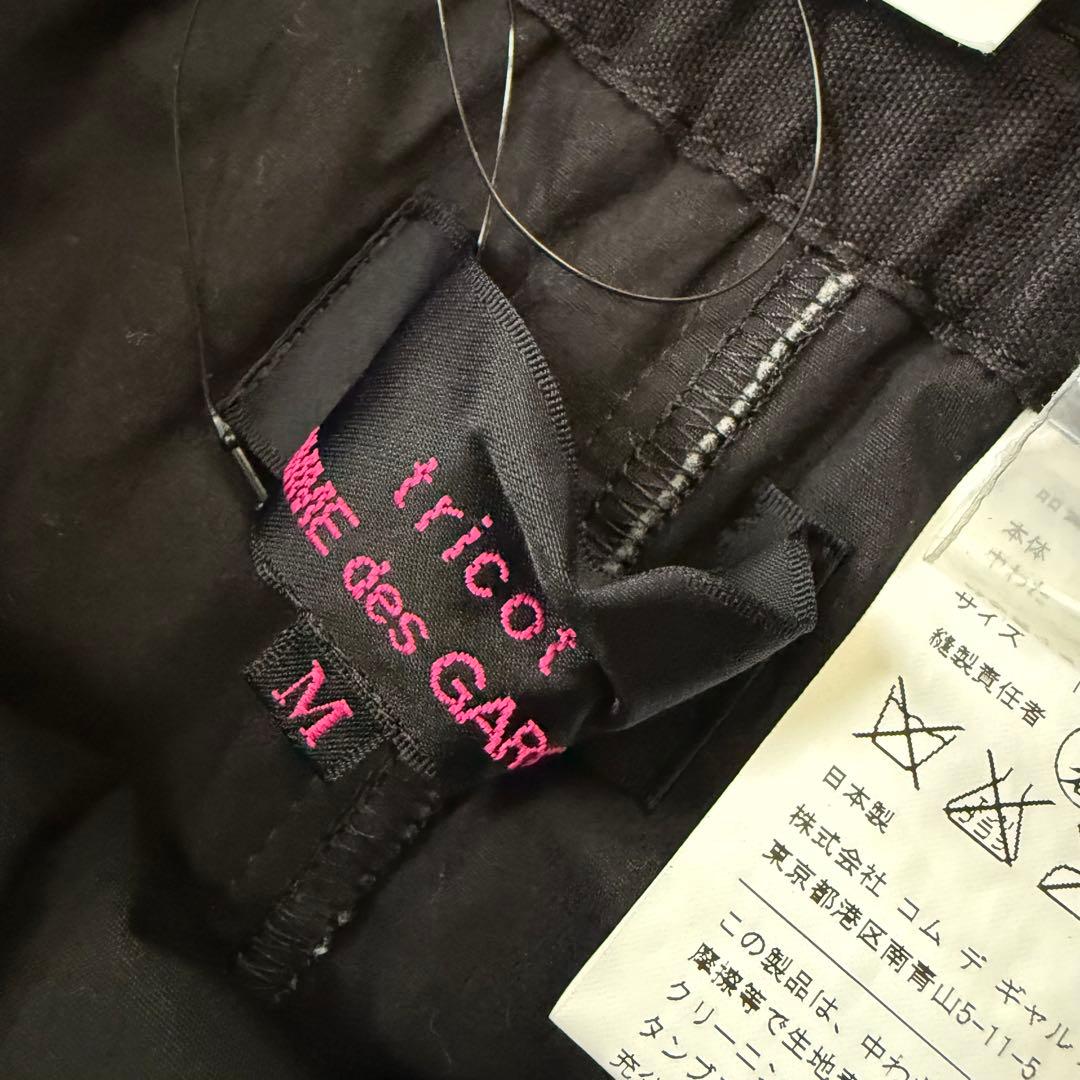 tricot
MME des GAR
M
本体
サイズ
縫製責任者
日本製
株式会社 コム デ ギャル
東京都港区南青山5-11-5
この製品は、中わ
摩擦等で生地
クリーニン
タンブ
充